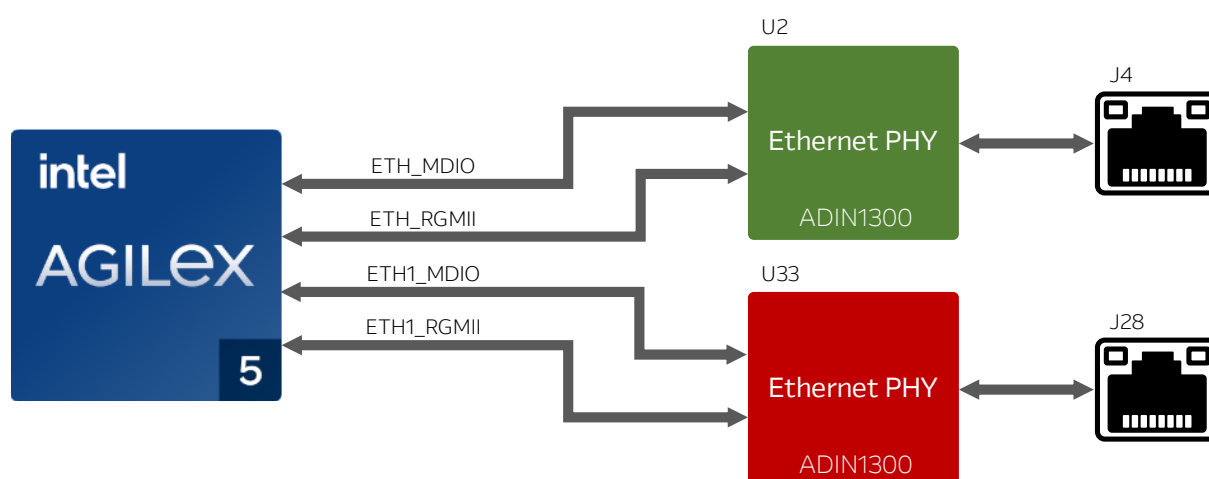 U2
J4
Ethernet PHY
ADIN1300
intel
AGILEX
5
ETH_MDIO
ETH_RGMII
ETH1_MDIO
ETH1_RGMII
U33
J28
Ethernet PHY
ADIN1300